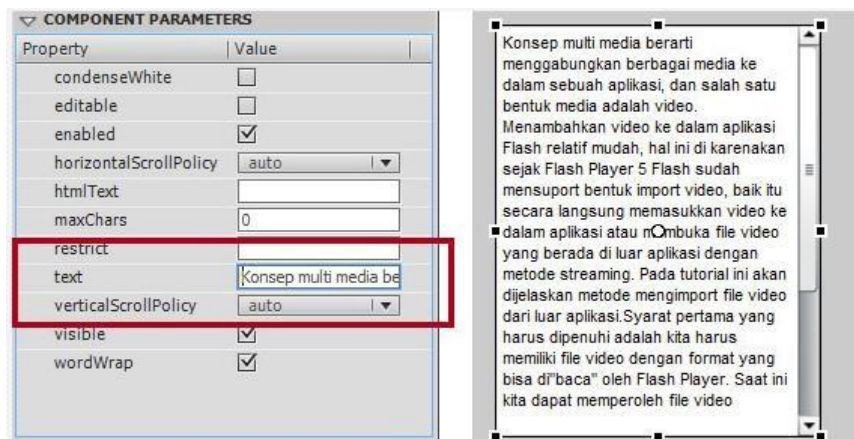 COMPONENT PARAMETERS
Property Value
condenseWhite
editable
enabled
horizontalScrollPolicy auto
htmlText
maxChars 0
restrict
text Konsep multi media be
verticalScrollPolicy auto
visible
wordWrap
Konsep multi media berarti
menggabungkan berbagai media ke
dalam sebuah aplikasi, dan salah satu
bentuk media adalah video.
Menambahkan video ke dalam aplikasi
Flash relatif mudah, hal ini di karenakan
sejak Flash Player 5 Flash sudah
mensuport bentuk import video, baik itu
secara langsung memasukkan video ke
dalam aplikasi atau membuka file video
yang berada di luar aplikasi dengan
metode streaming. Pada tutorial ini akan
dijelaskan metode mengimport file video
dari luar aplikasi.Syarat pertama yang
harus dipenuhi adalah kita harus
memiliki file video dengan format yang
bisa di"baca" oleh Flash Player. Saat ini
kita dapat memperoleh file video